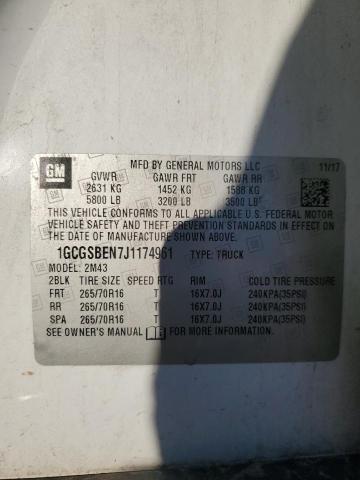 GM
MFD BY GENERAL MOTORS LLC 11/17
GVWR GAWR FRT GAWR RR
2631 KG 1452 KG 1588 KG
5800 LB 3200 LB 3500 LB
THIS VEHICLE CONFORMS TO ALL APPLICABLE U.S. FEDERAL MOTOR
VEHICLE SAFETY AND THEFT PREVENTION STANDARDS IN EFFECT ON THE
DATE OF MANUFACTURE SHOWN ABOVE.
1GCGSBEN7J1174961 TYPE: TRUCK
MODEL: 2M43
2BLK TIRE SIZE SPEED RTG RIM COLD TIRE PRESSURE
FRT 265/70R16 T 16X7.0J 240KPA(35PSI)
RR 265/70R16 T 16X7.0J 240KPA(35PSI)
SPA 265/70R16 T 16X7.0J 240KPA(35PSI)
SEE OWNER'S MANUAL FOR MORE INFORMATION.